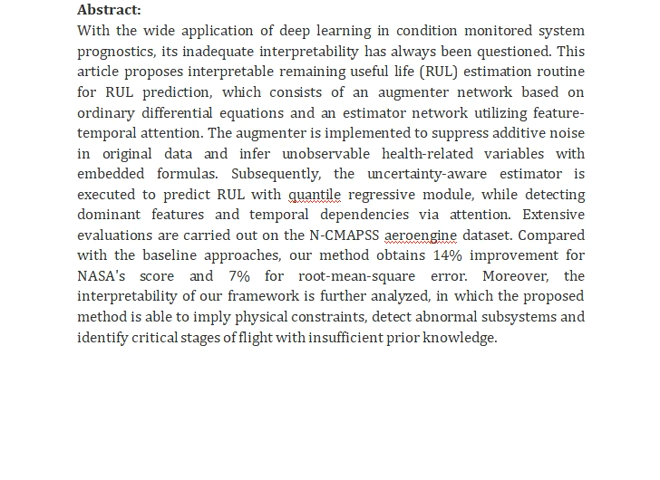 Abstract:
With the wide application of deep learning in condition monitored system
prognostics, its inadequate interpretability has always been questioned. This
article proposes interpretable remaining useful life (RUL) estimation routine
for RUL prediction, which consists of an augmenter network based on
ordinary differential equations and an estimator network utilizing feature-
temporal attention. The augmenter is implemented to suppress additive noise
in original data and infer unobservable health-related variables with
embedded formulas. Subsequently, the uncertainty-aware estimator is
executed to predict RUL with quantile regressive module, while detecting
dominant features and temporal dependencies via attention. Extensive
evaluations are carried out on the N-CMAPSS aeroengine dataset. Compared
with the baseline approaches, our method obtains 14% improvement for
NASA's score and 7% for root-mean-square error. Moreover, the
interpretability of our framework is further analyzed, in which the proposed
method is able to imply physical constraints, detect abnormal subsystems and
identify critical stages of flight with insufficient prior knowledge.